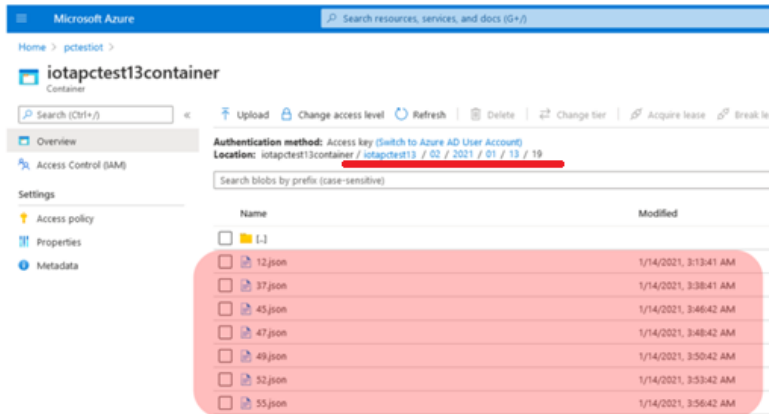 Microsoft Azure
Search resources, services, and docs (G+/)
Home > pctestiot >
iotapctest13container
Container
Search (Ctrl+/)
«
Upload Change access level Refresh Delete Change tier Acquire lease Break le
Overview
Access Control (IAM)
Settings
Access policy
Properties
Metadata
Authentication method: Access key (Switch to Azure AD User Account)
Location: iotapctest13container / iotapctest13 / 02 / 2021 / 01 / 13 / 19
Search blobs by prefix (case-sensitive)
Name Modified
[..]
12.json 1/14/2021, 3:13:41 AM
37.json 1/14/2021, 3:38:41 AM
45.json 1/14/2021, 3:46:42 AM
47.json 1/14/2021, 3:48:42 AM
49.json 1/14/2021, 3:50:42 AM
52.json 1/14/2021, 3:53:42 AM
55.json 1/14/2021, 3:56:42 AM